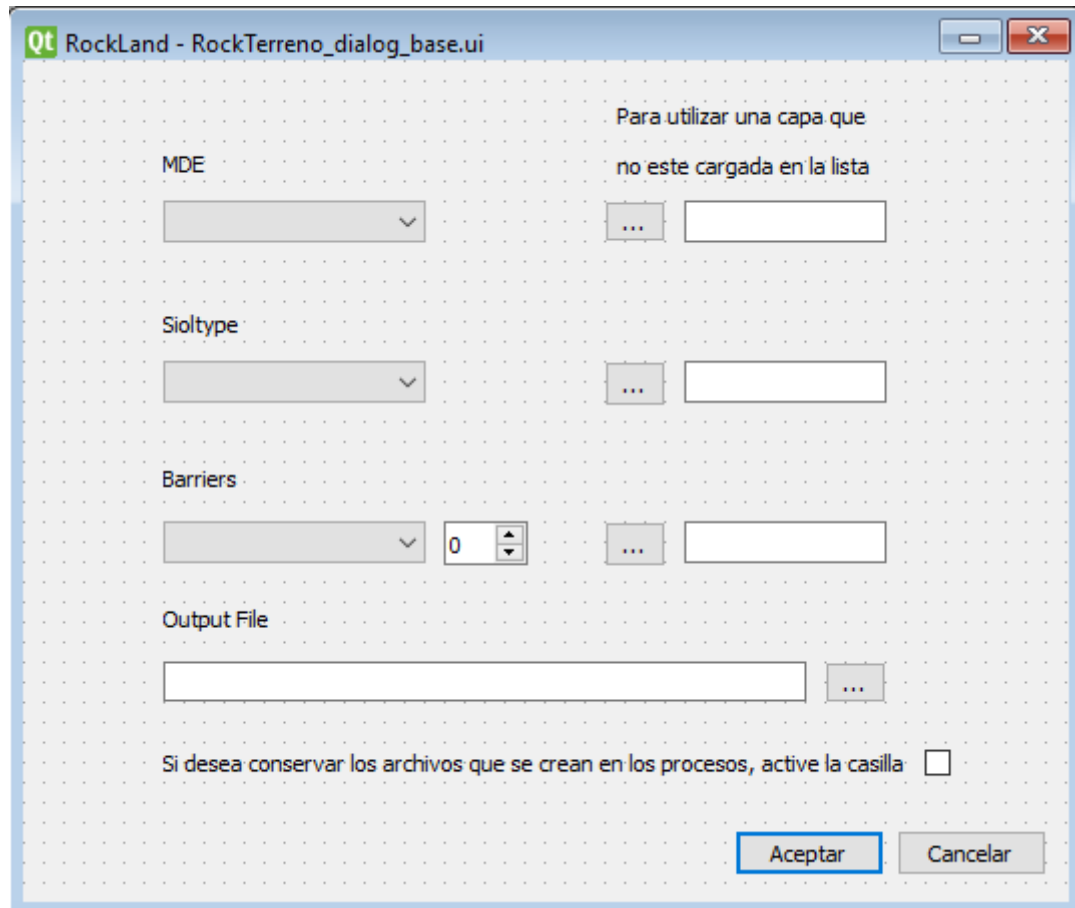 Qt RockLand - RockTerreno_dialog_base.ui
Para utilizar una capa que
MDE
no este cargada en la lista
...
Sioltype
...
Barriers
0
...
Output File
...
Si desea conservar los archivos que se crean en los procesos, active la casilla
Aceptar Cancelar